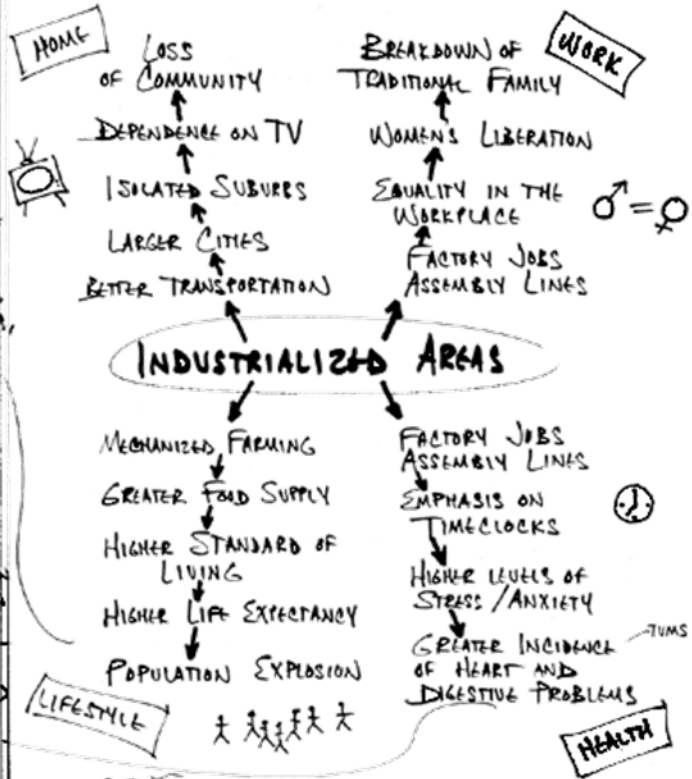 HOME
LOSS
OF COMMUNITY
DEPENDENCE ON TV
ISOLATED SUBURBS
LARGER CITIES
BETTER TRANSPORTATION
WORK
BREAKDOWN OF
TRADITIONAL FAMILY
WOMEN'S LIBERATION
EQUALITY IN THE
WORKPLACE
♂ = ♀
FACTORY JOBS
ASSEMBLY LINES
INDUSTRIALIZED AREAS
MECHANIZED FARMING
GREATER FOOD SUPPLY
HIGHER STANDARD OF
LIVING
HIGHER LIFE EXPECTANCY
POPULATION EXPLOSION
LIFESTYLE
FACTORY JOBS
ASSEMBLY LINES
EMPHASIS ON
TIMECLOCKS
HIGHER LEVELS OF
STRESS / ANXIETY
GREATER INCIDENCE
OF HEART AND
DIGESTIVE PROBLEMS
TUMS
HEALTH